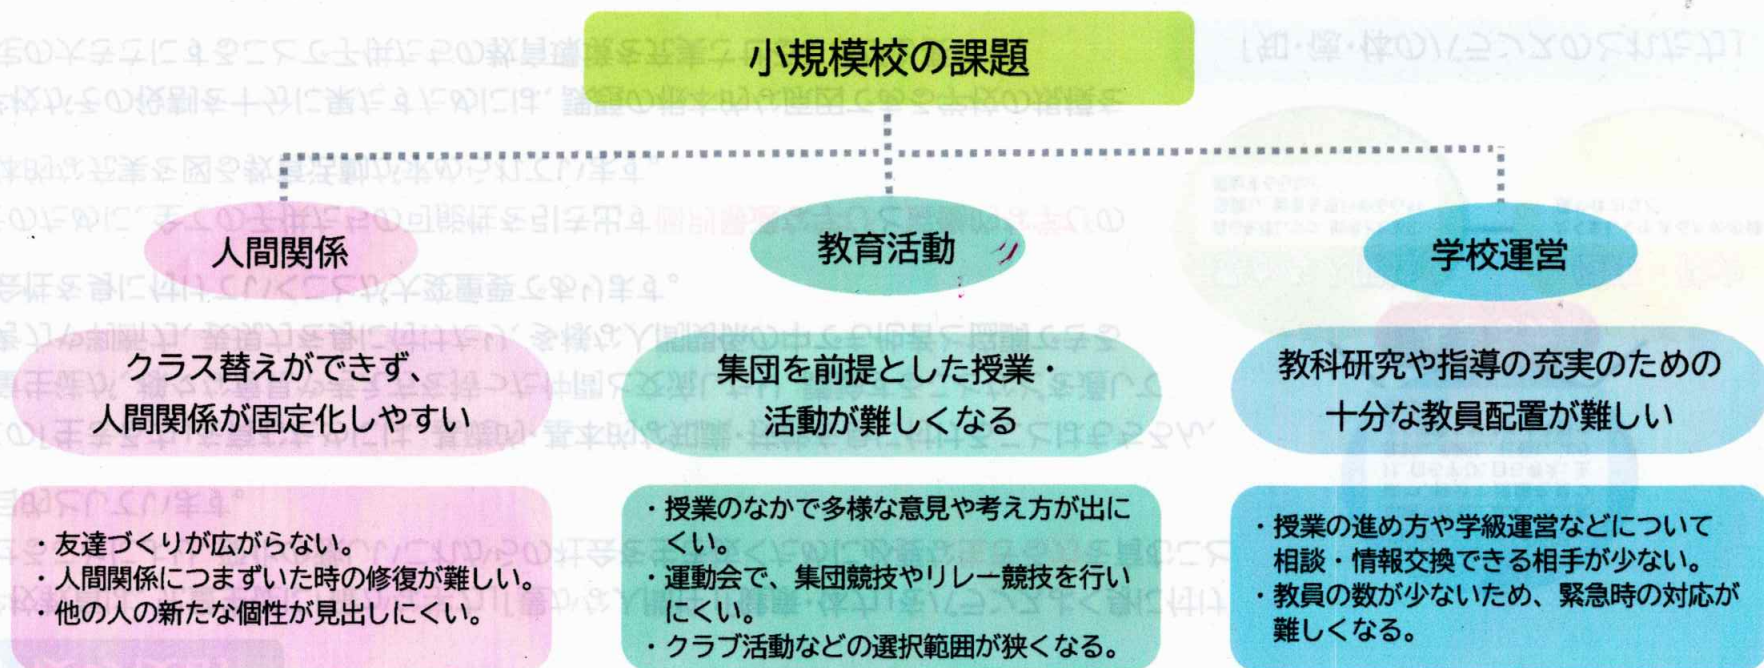 小規模校の課題
人間関係
クラス替えができず、
人間関係が固定化しやすい
・友達づくりが広がらない。
・人間関係につまずいた時の修復が難しい。
・他の人の新たな個性が見出しにくい。
教育活動
集団を前提とした授業・
活動が難しくなる
・授業のなかで多様な意見や考え方が出に
くい。
・運動会で、集団競技やリレー競技を行い
にくい。
・クラブ活動などの選択範囲が狭くなる。
学校運営
教科研究や指導の充実のための
十分な教員配置が難しい
・授業の進め方や学級運営などについて
相談・情報交換できる相手が少ない。
・教員の数が少ないため、緊急時の対応が
難しくなる。